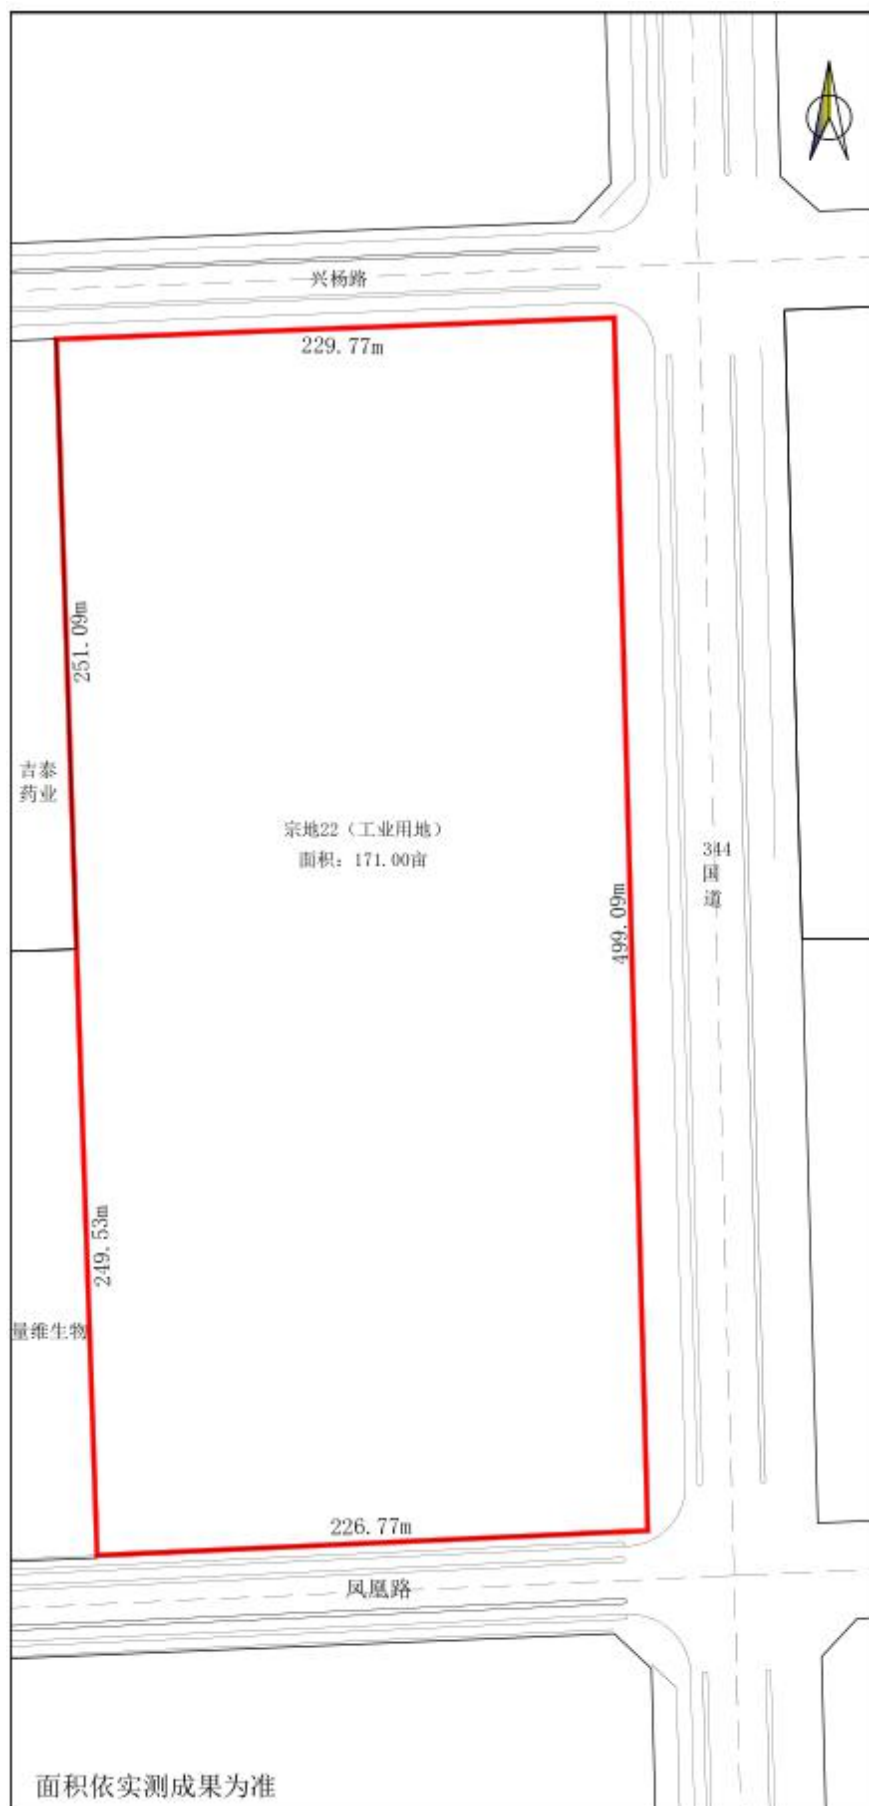 兴杨路
229.77m
251.09m
吉泰
药业
宗地22（工业用地）
面积：171.00亩
344
国
道
499.09m
249.53m
量维生物
226.77m
凤凰路
面积依实测成果为准